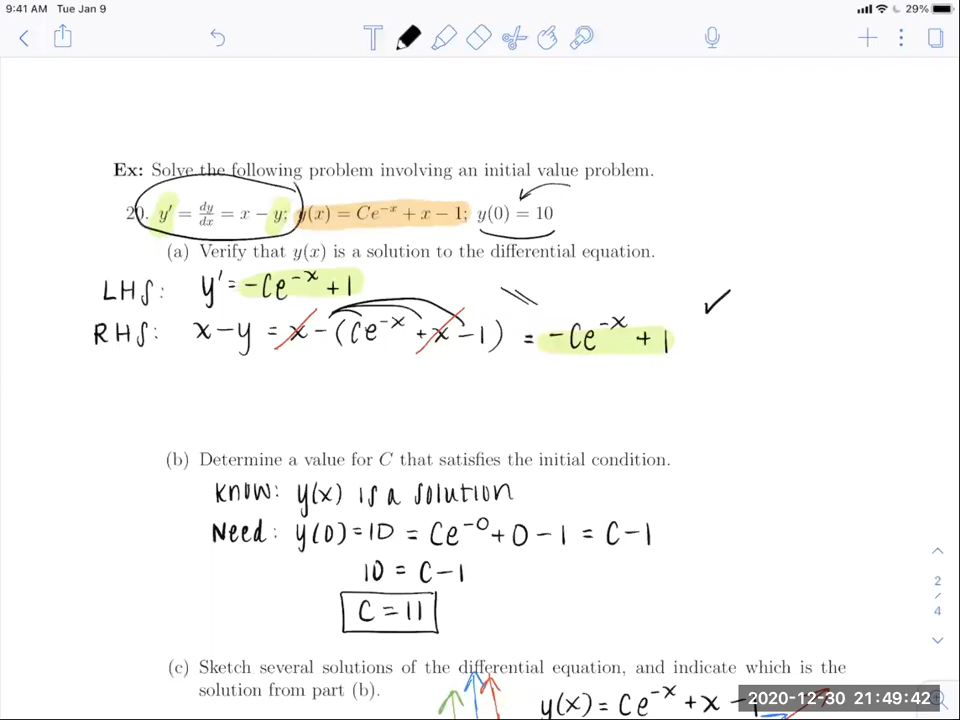 9:41 AM Tue Jan 9 29%
Ex: Solve the following problem involving an initial value problem.
20. y' = dy/dx = x − y; y(x) = Ce^{−x} + x − 1; y(0) = 10
(a) Verify that y(x) is a solution to the differential equation.
LHS: y' = −Ce^{−x} + 1
RHS: x − y = x − (Ce^{−x} + x − 1) = −Ce^{−x} + 1 ✓
(b) Determine a value for C that satisfies the initial condition.
Know: y(x) is a solution
Need: y(0) = 10 = Ce^{−0} + 0 − 1 = C − 1
10 = C − 1
C = 11
2
/
4
(c) Sketch several solutions of the differential equation, and indicate which is the
solution from part (b).
y(x) = Ce^{−x} + x − 1
2020-12-30 21:49:42